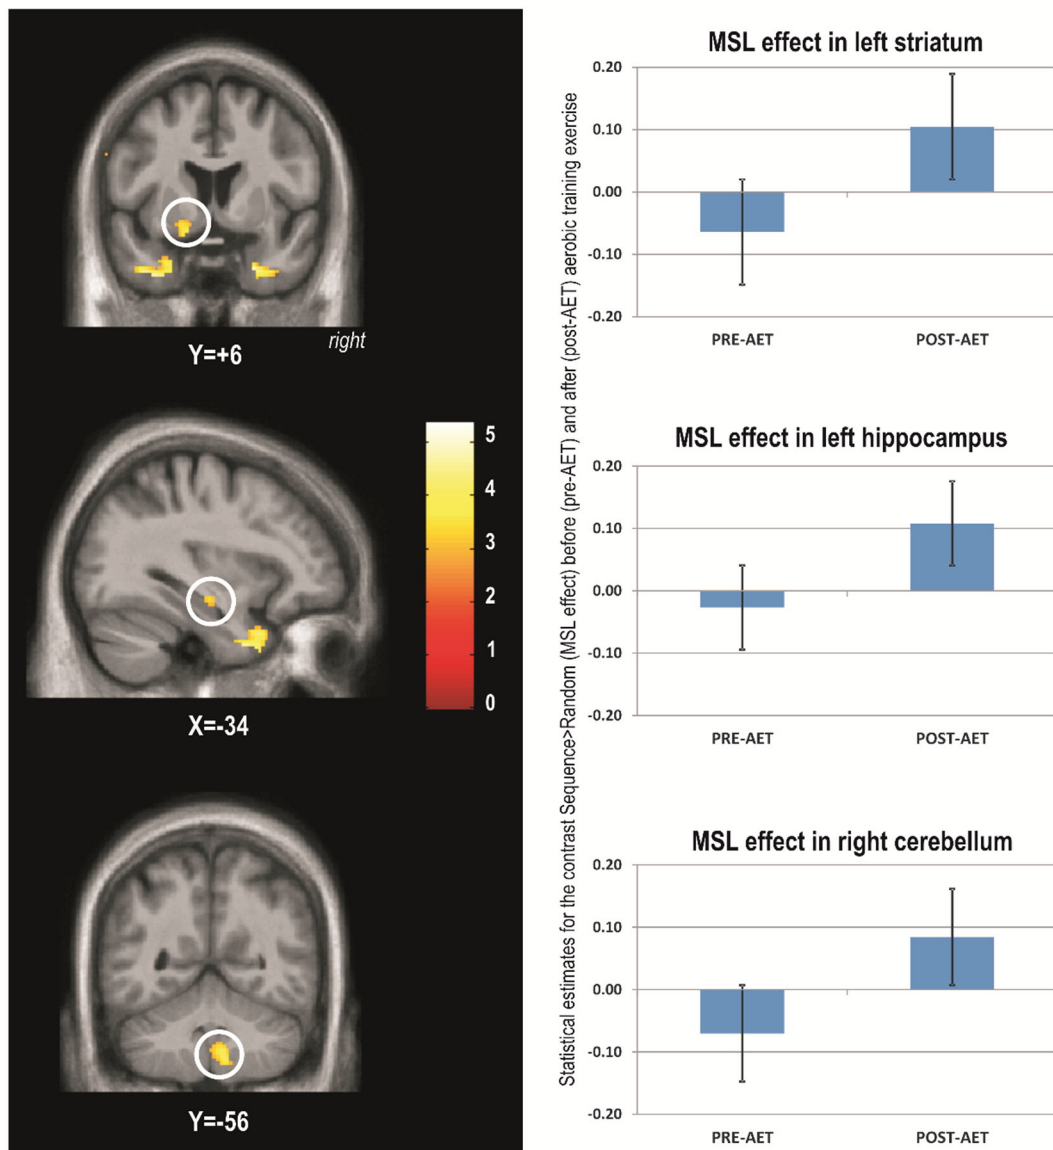 right
Y=+6
5
4
3
2
1
0
X=-34
Y=-56
Statistical estimates for the contrast Sequence>Random (MSL effect) before (pre-AET) and after (post-AET) aerobic training exercise
MSL effect in left striatum
0.20
0.10
0.00
-0.10
-0.20
PRE-AET POST-AET
MSL effect in left hippocampus
0.20
0.10
0.00
-0.10
-0.20
PRE-AET POST-AET
MSL effect in right cerebellum
0.20
0.10
0.00
-0.10
-0.20
PRE-AET POST-AET